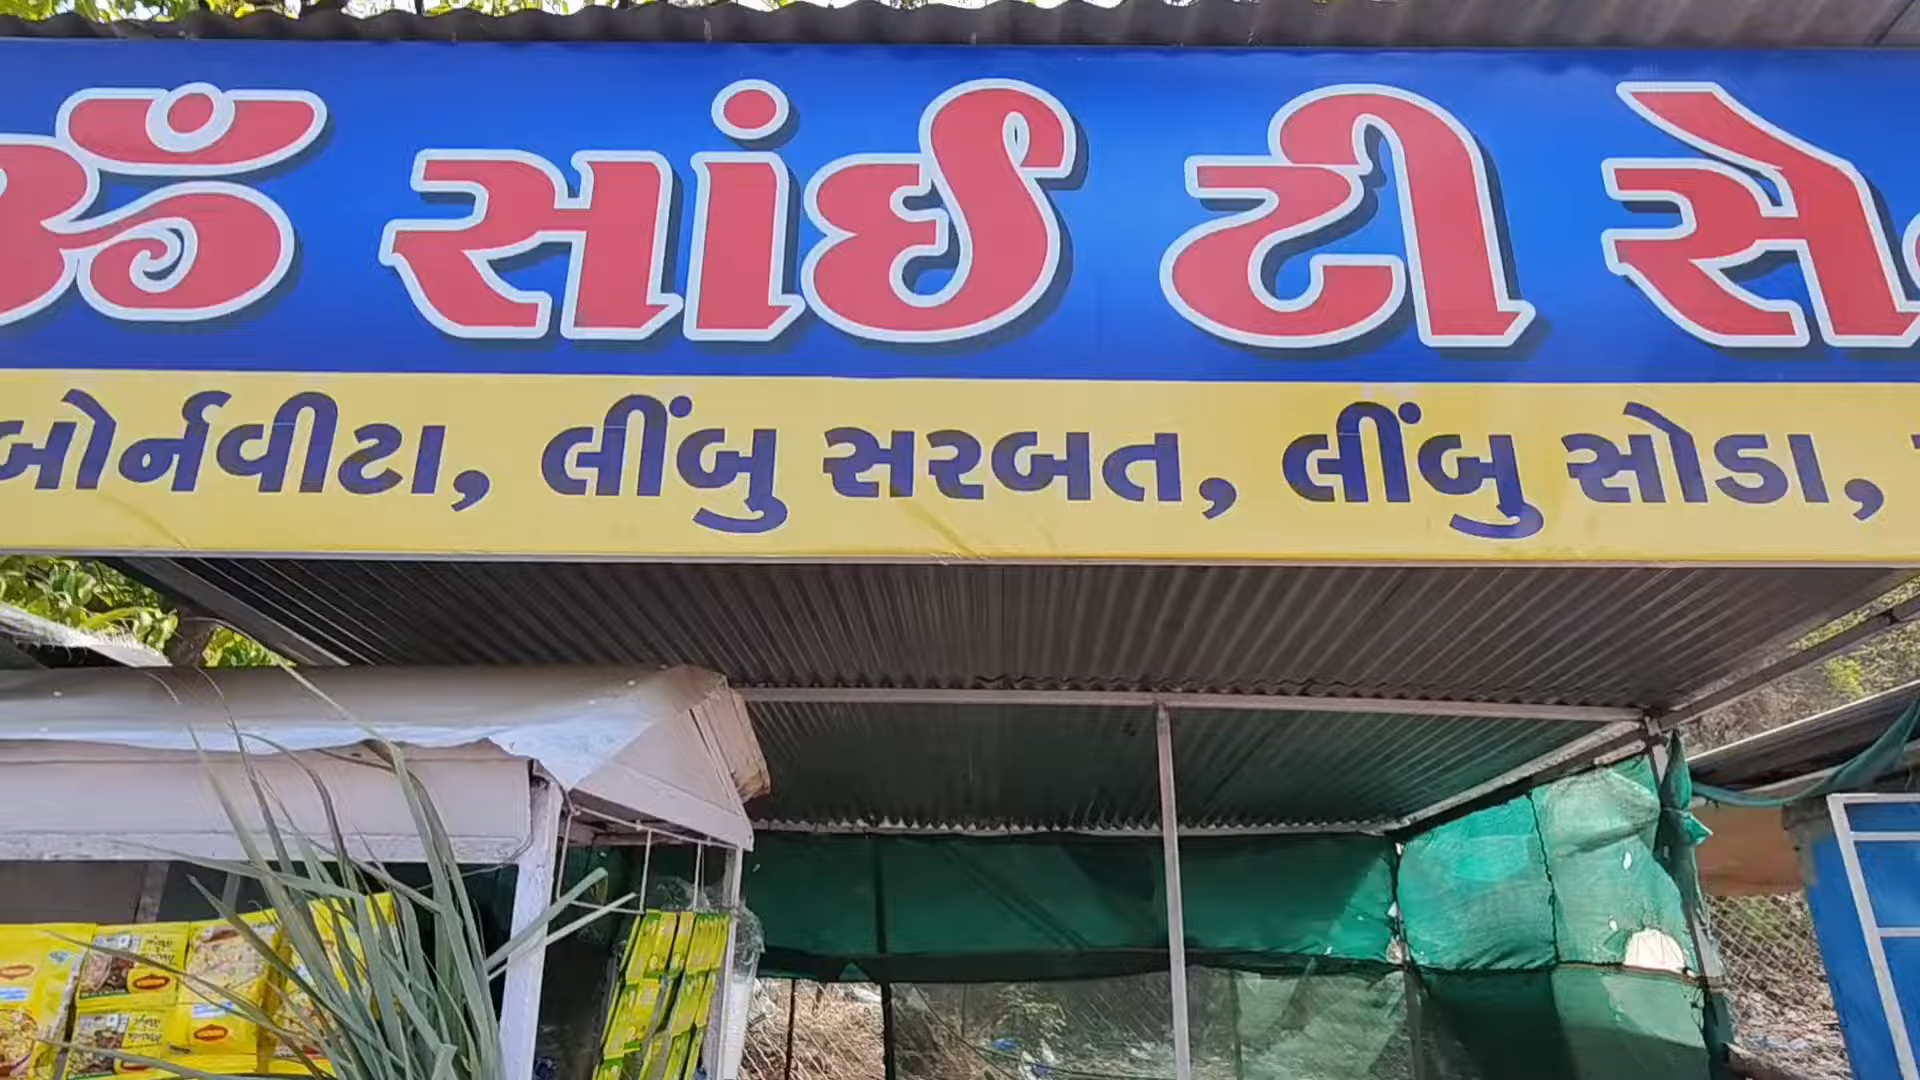 ૐ સાંઈ ટી
બોર્નવીટા, લીંબુ સરબત, લીંબુ સોડા,